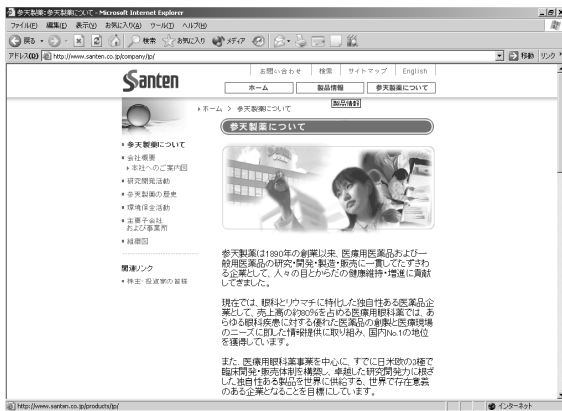 参天製薬:参天製薬について - Microsoft Internet Explorer
ファイル(F) 編集(E) 表示(V) お気に入り(A) ツール(T) ヘルプ(H)
戻る 検索 お気に入り メディア
アドレス(D) http://www.santen.co.jp/company/jp/ 移動 リンク
お問い合わせ 検索 サイトマップ English
Santen
ホーム 製品情報 参天製薬について
製品情報
ホーム > 参天製薬について
参天製薬について
参天製薬について
会社概要
本社へのご案内図
研究開発活動
参天製薬の歴史
環境保全活動
主要子会社
および事業所
組織図
関連リンク
株主・投資家の皆様
参天製薬は1890年の創業以来、医療用医薬品および一
般用医薬品の研究・開発・製造・販売に一貫してたずさわ
る企業として、人々の目とからだの健康維持・増進に貢献
してきました。
現在では、眼科とリウマチに特化した独自性ある医薬品企
業として、売上高の約80%を占める医療用眼科薬では、あ
らゆる眼科疾患に対する優れた医薬品の創製と医療現場
のニーズに即した情報提供に取り組み、国内No.1の地位
を獲得しています。
また、医療用眼科薬事業を中心に、すでに日米欧の3極で
臨床開発・販売体制を構築し、卓越した研究開発力に根ざ
した独自性ある製品を世界に供給する、世界で存在意義
のある企業となることを目標にしています。
http://www.santen.co.jp/products/jp/ インターネット